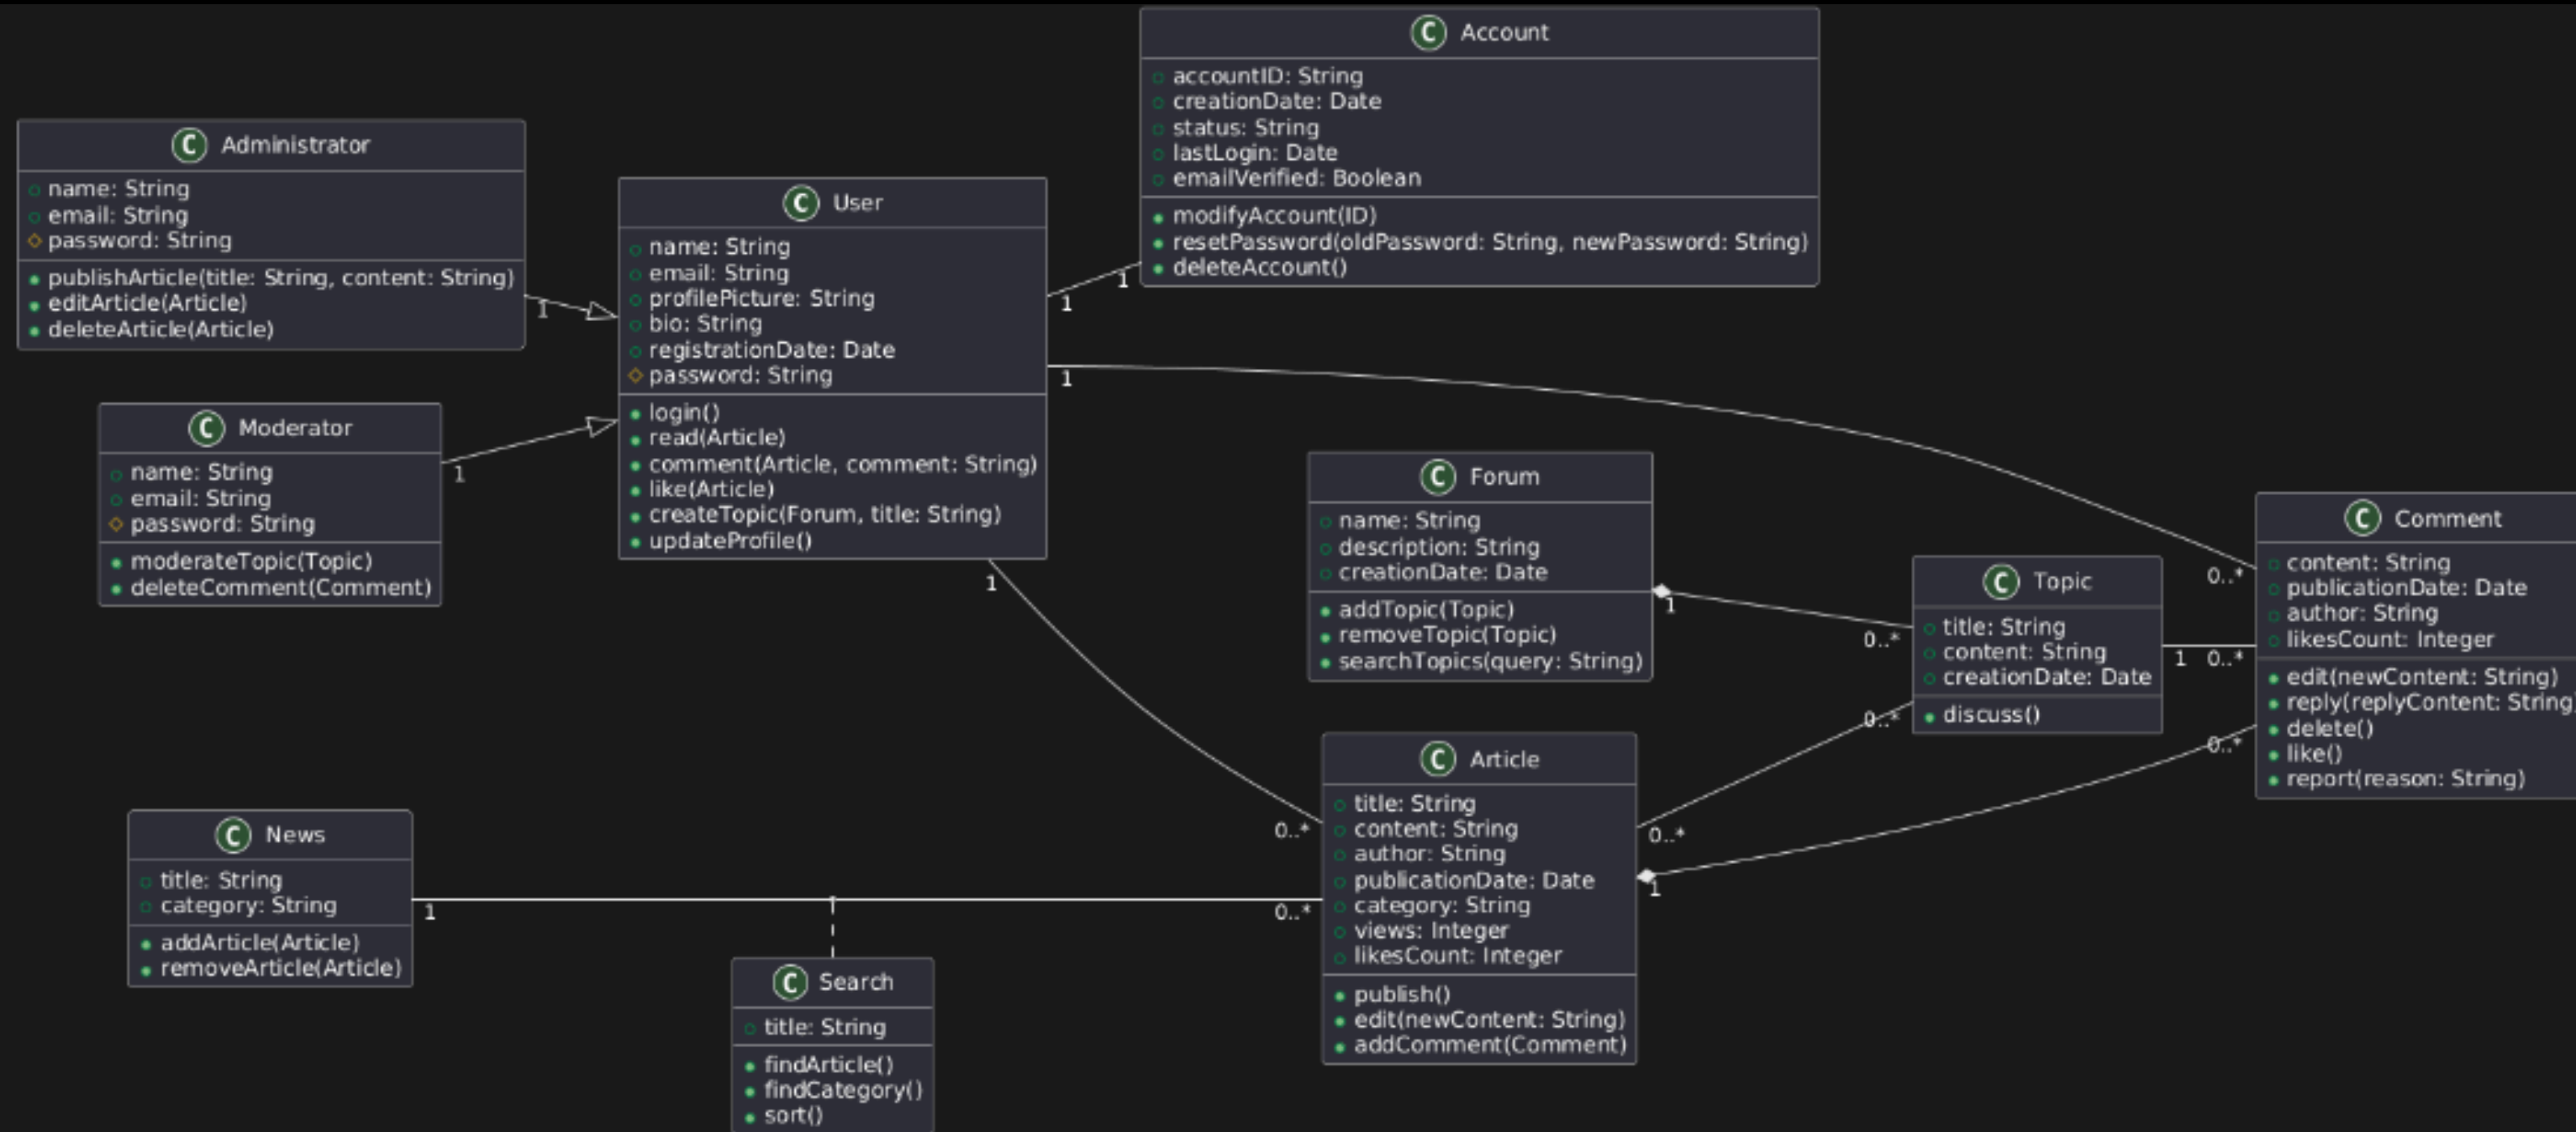 C Account
accountID: String
creationDate: Date
status: String
lastLogin: Date
emailVerified: Boolean
modifyAccount(ID)
resetPassword(oldPassword: String, newPassword: String)
deleteAccount()
C Administrator
name: String
email: String
password: String
publishArticle(title: String, content: String)
editArticle(Article)
deleteArticle(Article)
1
C User
name: String
email: String
profilePicture: String
bio: String
registrationDate: Date
password: String
login()
read(Article)
comment(Article, comment: String)
like(Article)
createTopic(Forum, title: String)
updateProfile()
1
1
1
1
C Moderator
name: String
email: String
password: String
moderateTopic(Topic)
deleteComment(Comment)
1
C Forum
name: String
description: String
creationDate: Date
addTopic(Topic)
removeTopic(Topic)
searchTopics(query: String)
1
0..*
C Topic
title: String
content: String
creationDate: Date
discuss()
0..*
1
0..*
C Comment
content: String
publicationDate: Date
author: String
likesCount: Integer
edit(newContent: String)
reply(replyContent: String
delete()
like()
report(reason: String)
0..*
0..*
C Article
title: String
content: String
author: String
publicationDate: Date
category: String
views: Integer
likesCount: Integer
publish()
edit(newContent: String)
addComment(Comment)
0..*
0..*
1
0..*
C News
title: String
category: String
addArticle(Article)
removeArticle(Article)
1
C Search
title: String
findArticle()
findCategory()
sort()